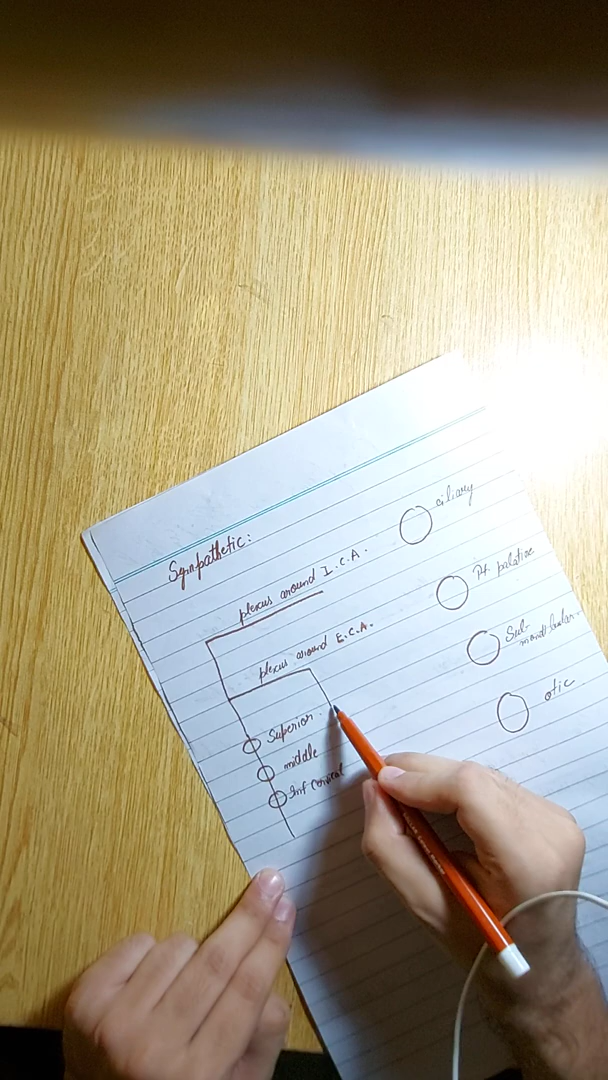 Sympathetic:
plexus around I.C.A.
plexus around E.C.A.
Superior
middle
Inf cervical
ciliary
Pt palatine
Sub
mandibular
otic